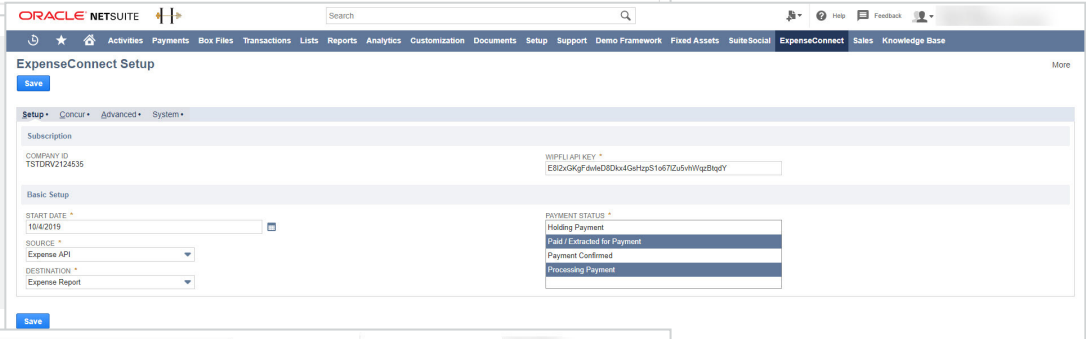 ORACLE NETSUITE Search Help Feedback
Activities Payments Box Files Transactions Lists Reports Analytics Customization Documents Setup Support Demo Framework Fixed Assets SuiteSocial ExpenseConnect Sales Knowledge Base
ExpenseConnect Setup More
Save
Setup • Concur • Advanced • System •
Subscription
COMPANY ID WIPFLI API KEY *
TSTDRV2124535
E8I2xGKgFdwleD8Dkx4GsHzpS1o67IZu5vhWqzBtqdY
Basic Setup
START DATE * PAYMENT STATUS *
10/4/2019 Holding Payment
SOURCE * Paid / Extracted for Payment
Expense API Payment Confirmed
DESTINATION * Processing Payment
Expense Report
Save